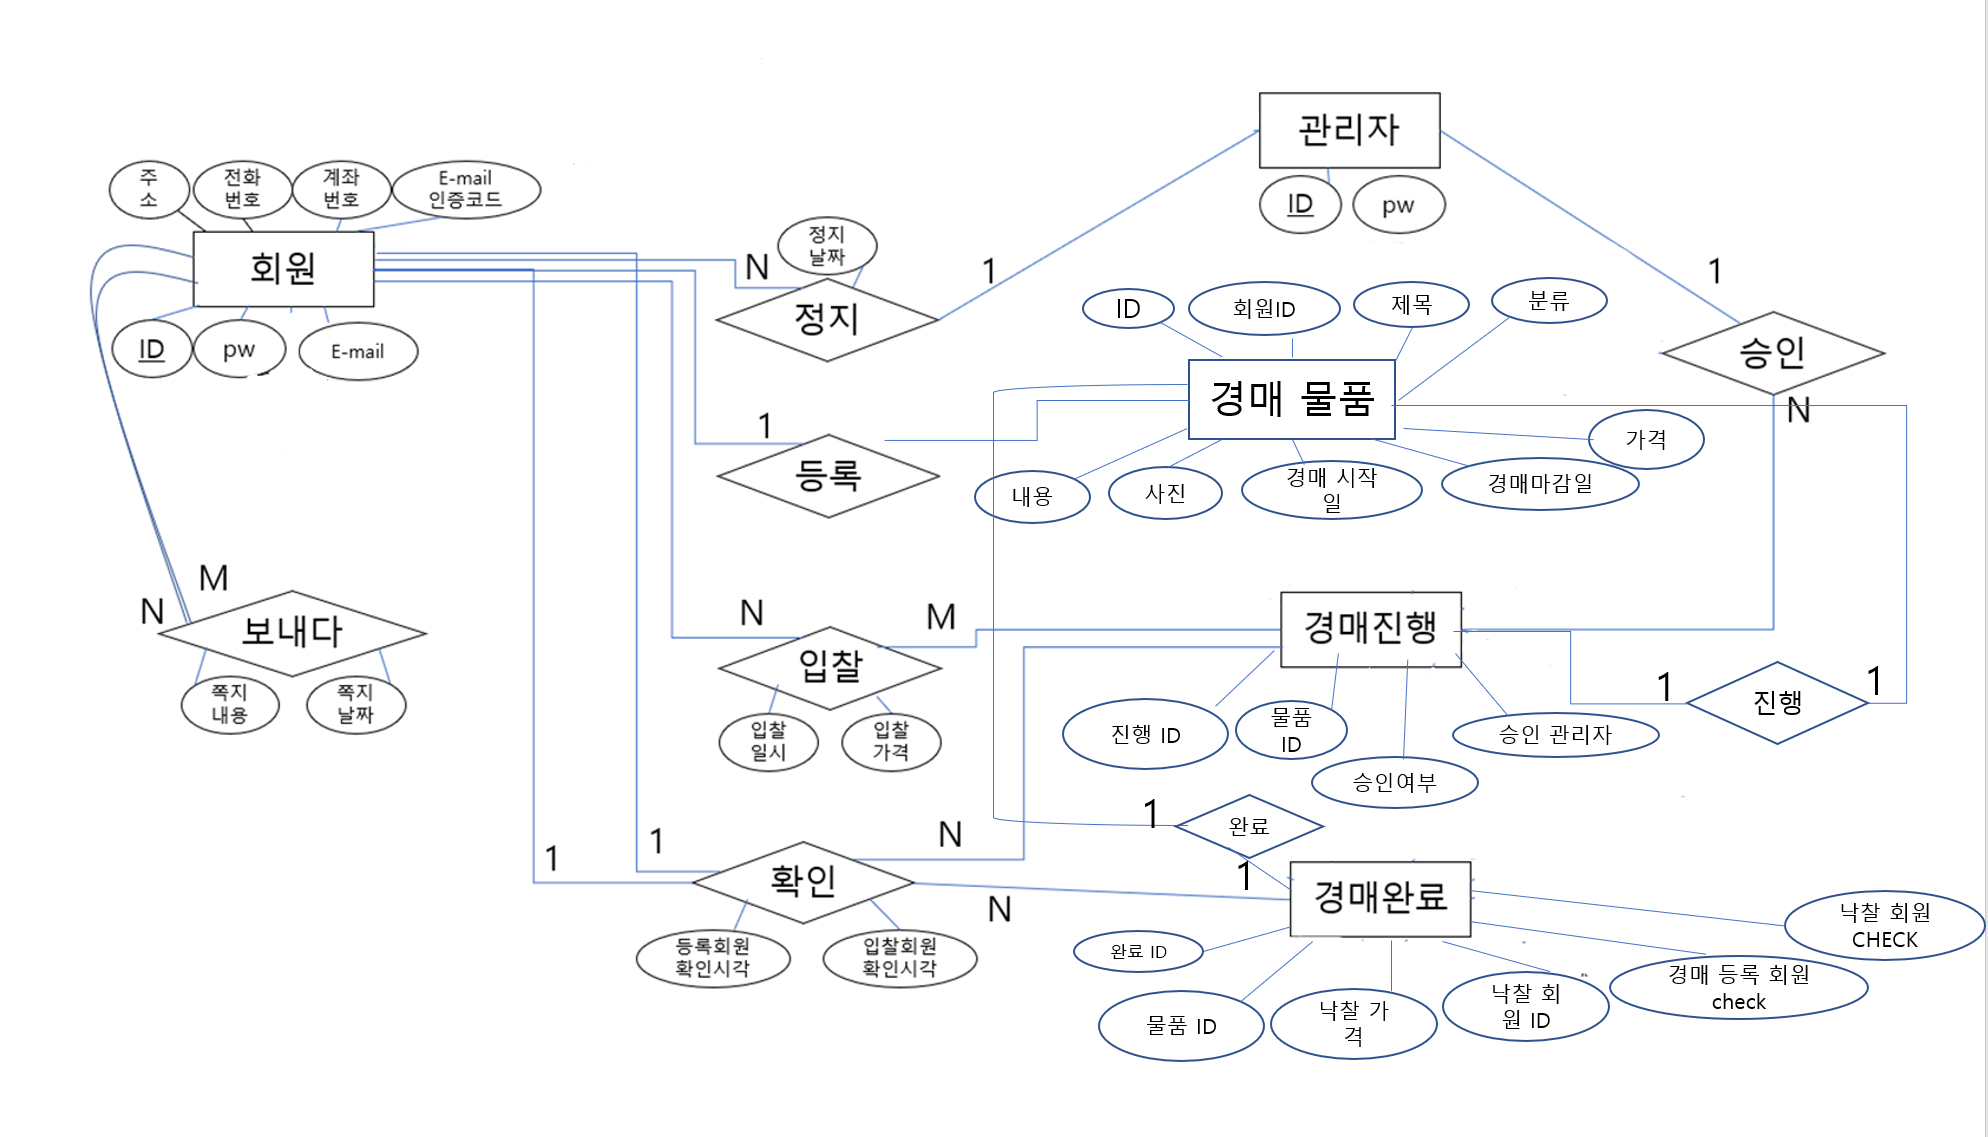 관리자
ID
pw
주
소
전화
번호
계좌
번호
E-mail
인증코드
회원
ID
pw
E-mail
정지
날짜
N
정지
1
1
승인
N
ID
회원ID
제목
분류
경매 물품
가격
내용
사진
경매 시작
일
경매마감일
1
등록
M
N
보내다
쪽지
내용
쪽지
날짜
N
M
입찰
입찰
일시
입찰
가격
경매진행
진행 ID
물품
ID
승인여부
승인 관리자
1
진행
1
1
완료
1
1
1
N
확인
N
등록회원
확인시각
입찰회원
확인시각
경매완료
완료 ID
물품 ID
낙찰 가
격
낙찰 회
원 ID
경매 등록 회원
check
낙찰 회원
CHECK